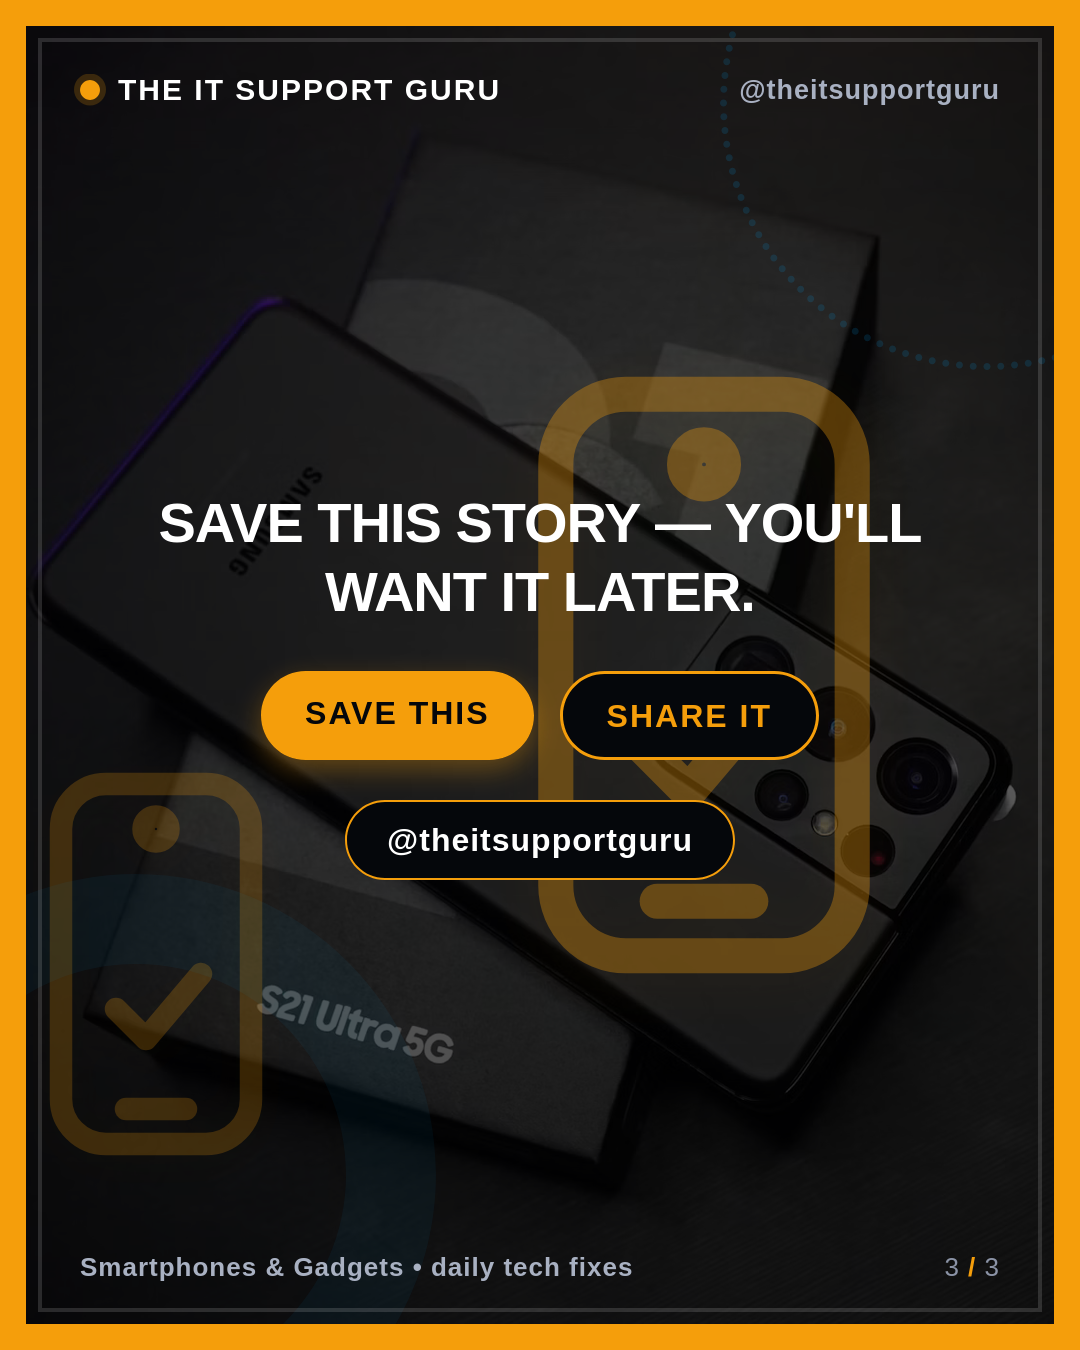 THE IT SUPPORT GURU
@theitsupportguru
SAMSUNG
SAVE THIS STORY — YOU'LL
WANT IT LATER.
SAVE THIS
SHARE IT
@theitsupportguru
S21 Ultra 5G
Smartphones & Gadgets • daily tech fixes
3 / 3